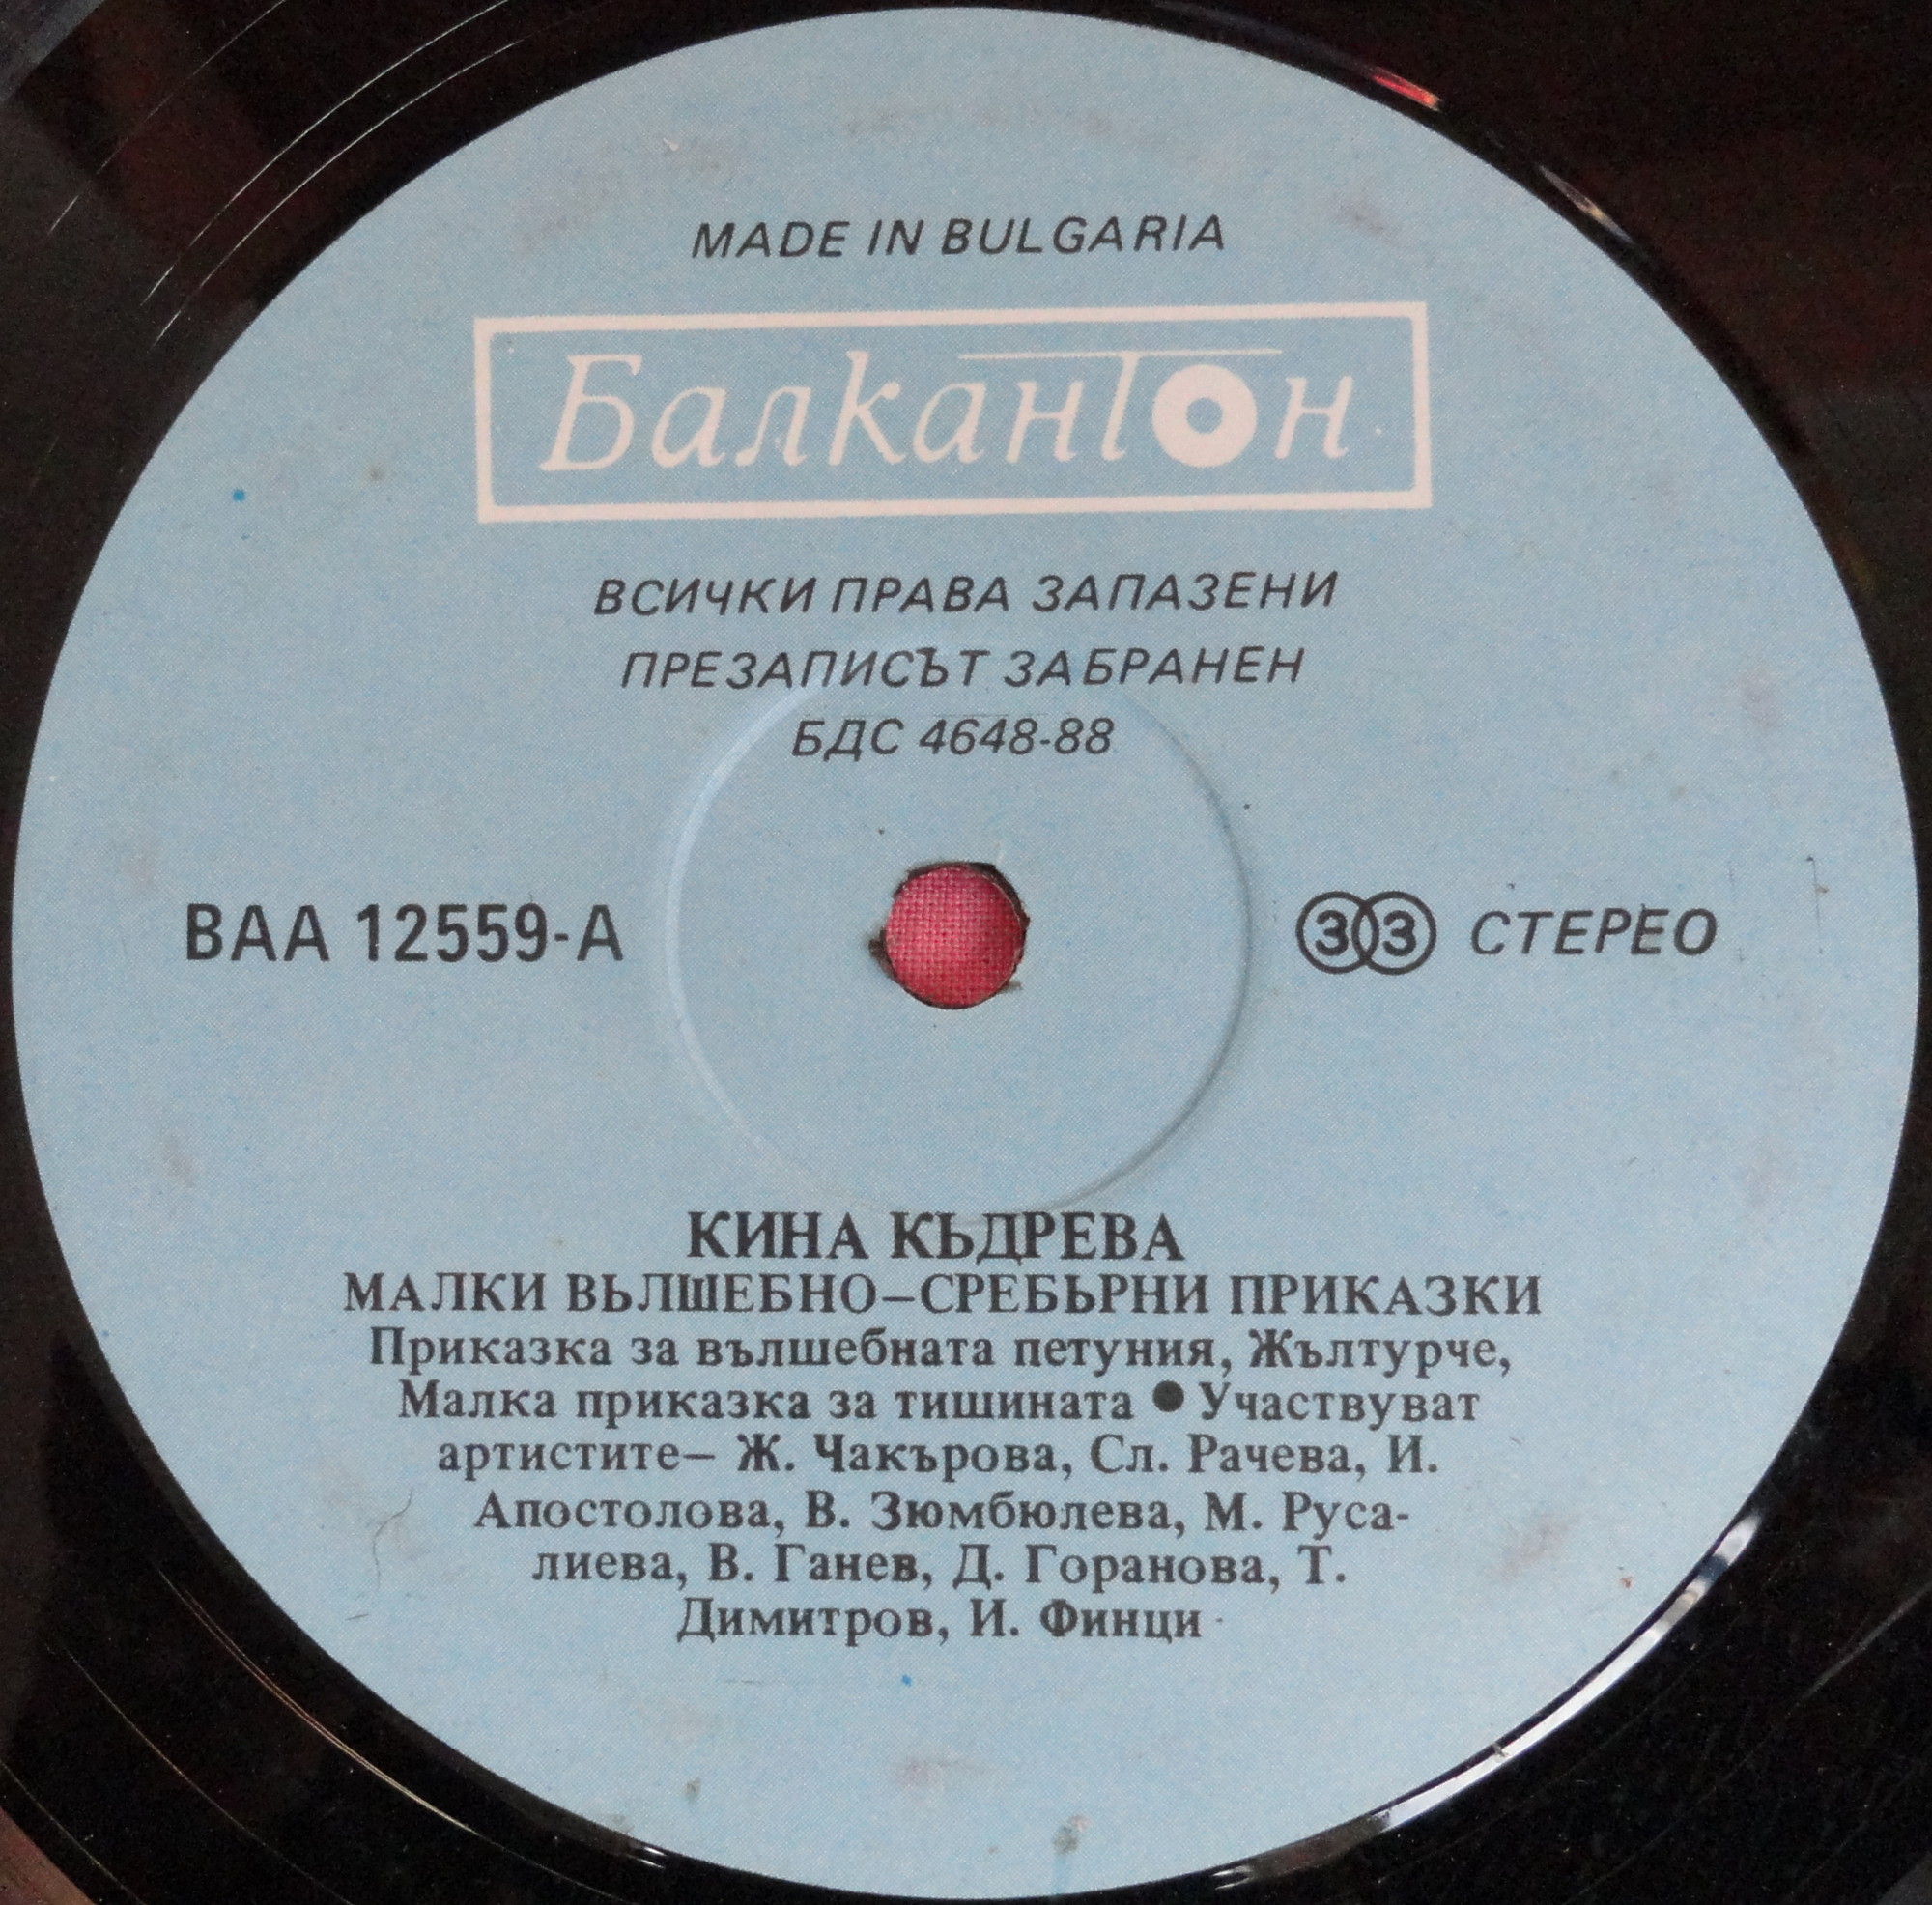 MADE IN BULGARIA
Балкантон
ВСИЧКИ ПРАВА ЗАПАЗЕНИ
ПРЕЗАПИСЪТ ЗАБРАНЕН
БДС 4648-88
ВАА 12559-А
33 СТЕРЕО
КИНА КЪДРЕВА
МАЛКИ ВЪЛШЕБНО–СРЕБЪРНИ ПРИКАЗКИ
Приказка за вълшебната петуния, Жълтурче,
Малка приказка за тишината ● Участвуват
артистите– Ж. Чакърова, Сл. Рачева, И.
Апостолова, В. Зюмбюлева, М. Руса-
лиева, В. Ганев, Д. Горанова, Т.
Димитров, И. Финци